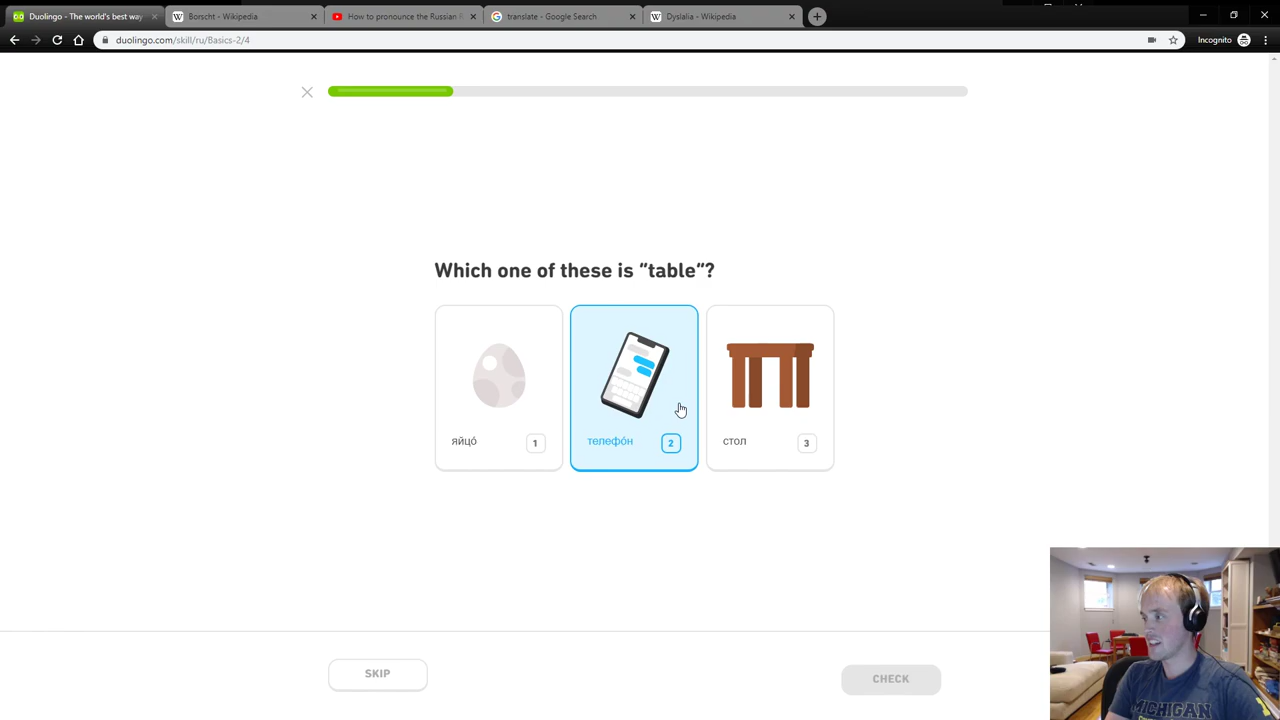 Duolingo - The world's best way
Borscht - Wikipedia
How to pronounce the Russian
translate - Google Search
Dyslalia - Wikipedia
duolingo.com/skill/ru/Basics-2/4
Incognito
Which one of these is "table"?
яйцо́ 1
телефо́н 2
стол 3
SKIP
CHECK
MICHIGAN